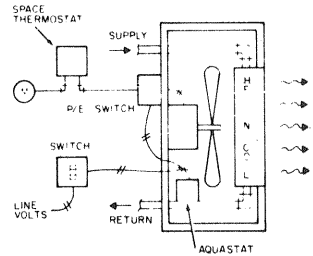 SPACE
THERMOSTAT
SUPPLY
P/E SWITCH
SWITCH
LINE
VOLTS
RETURN
AQUASTAT